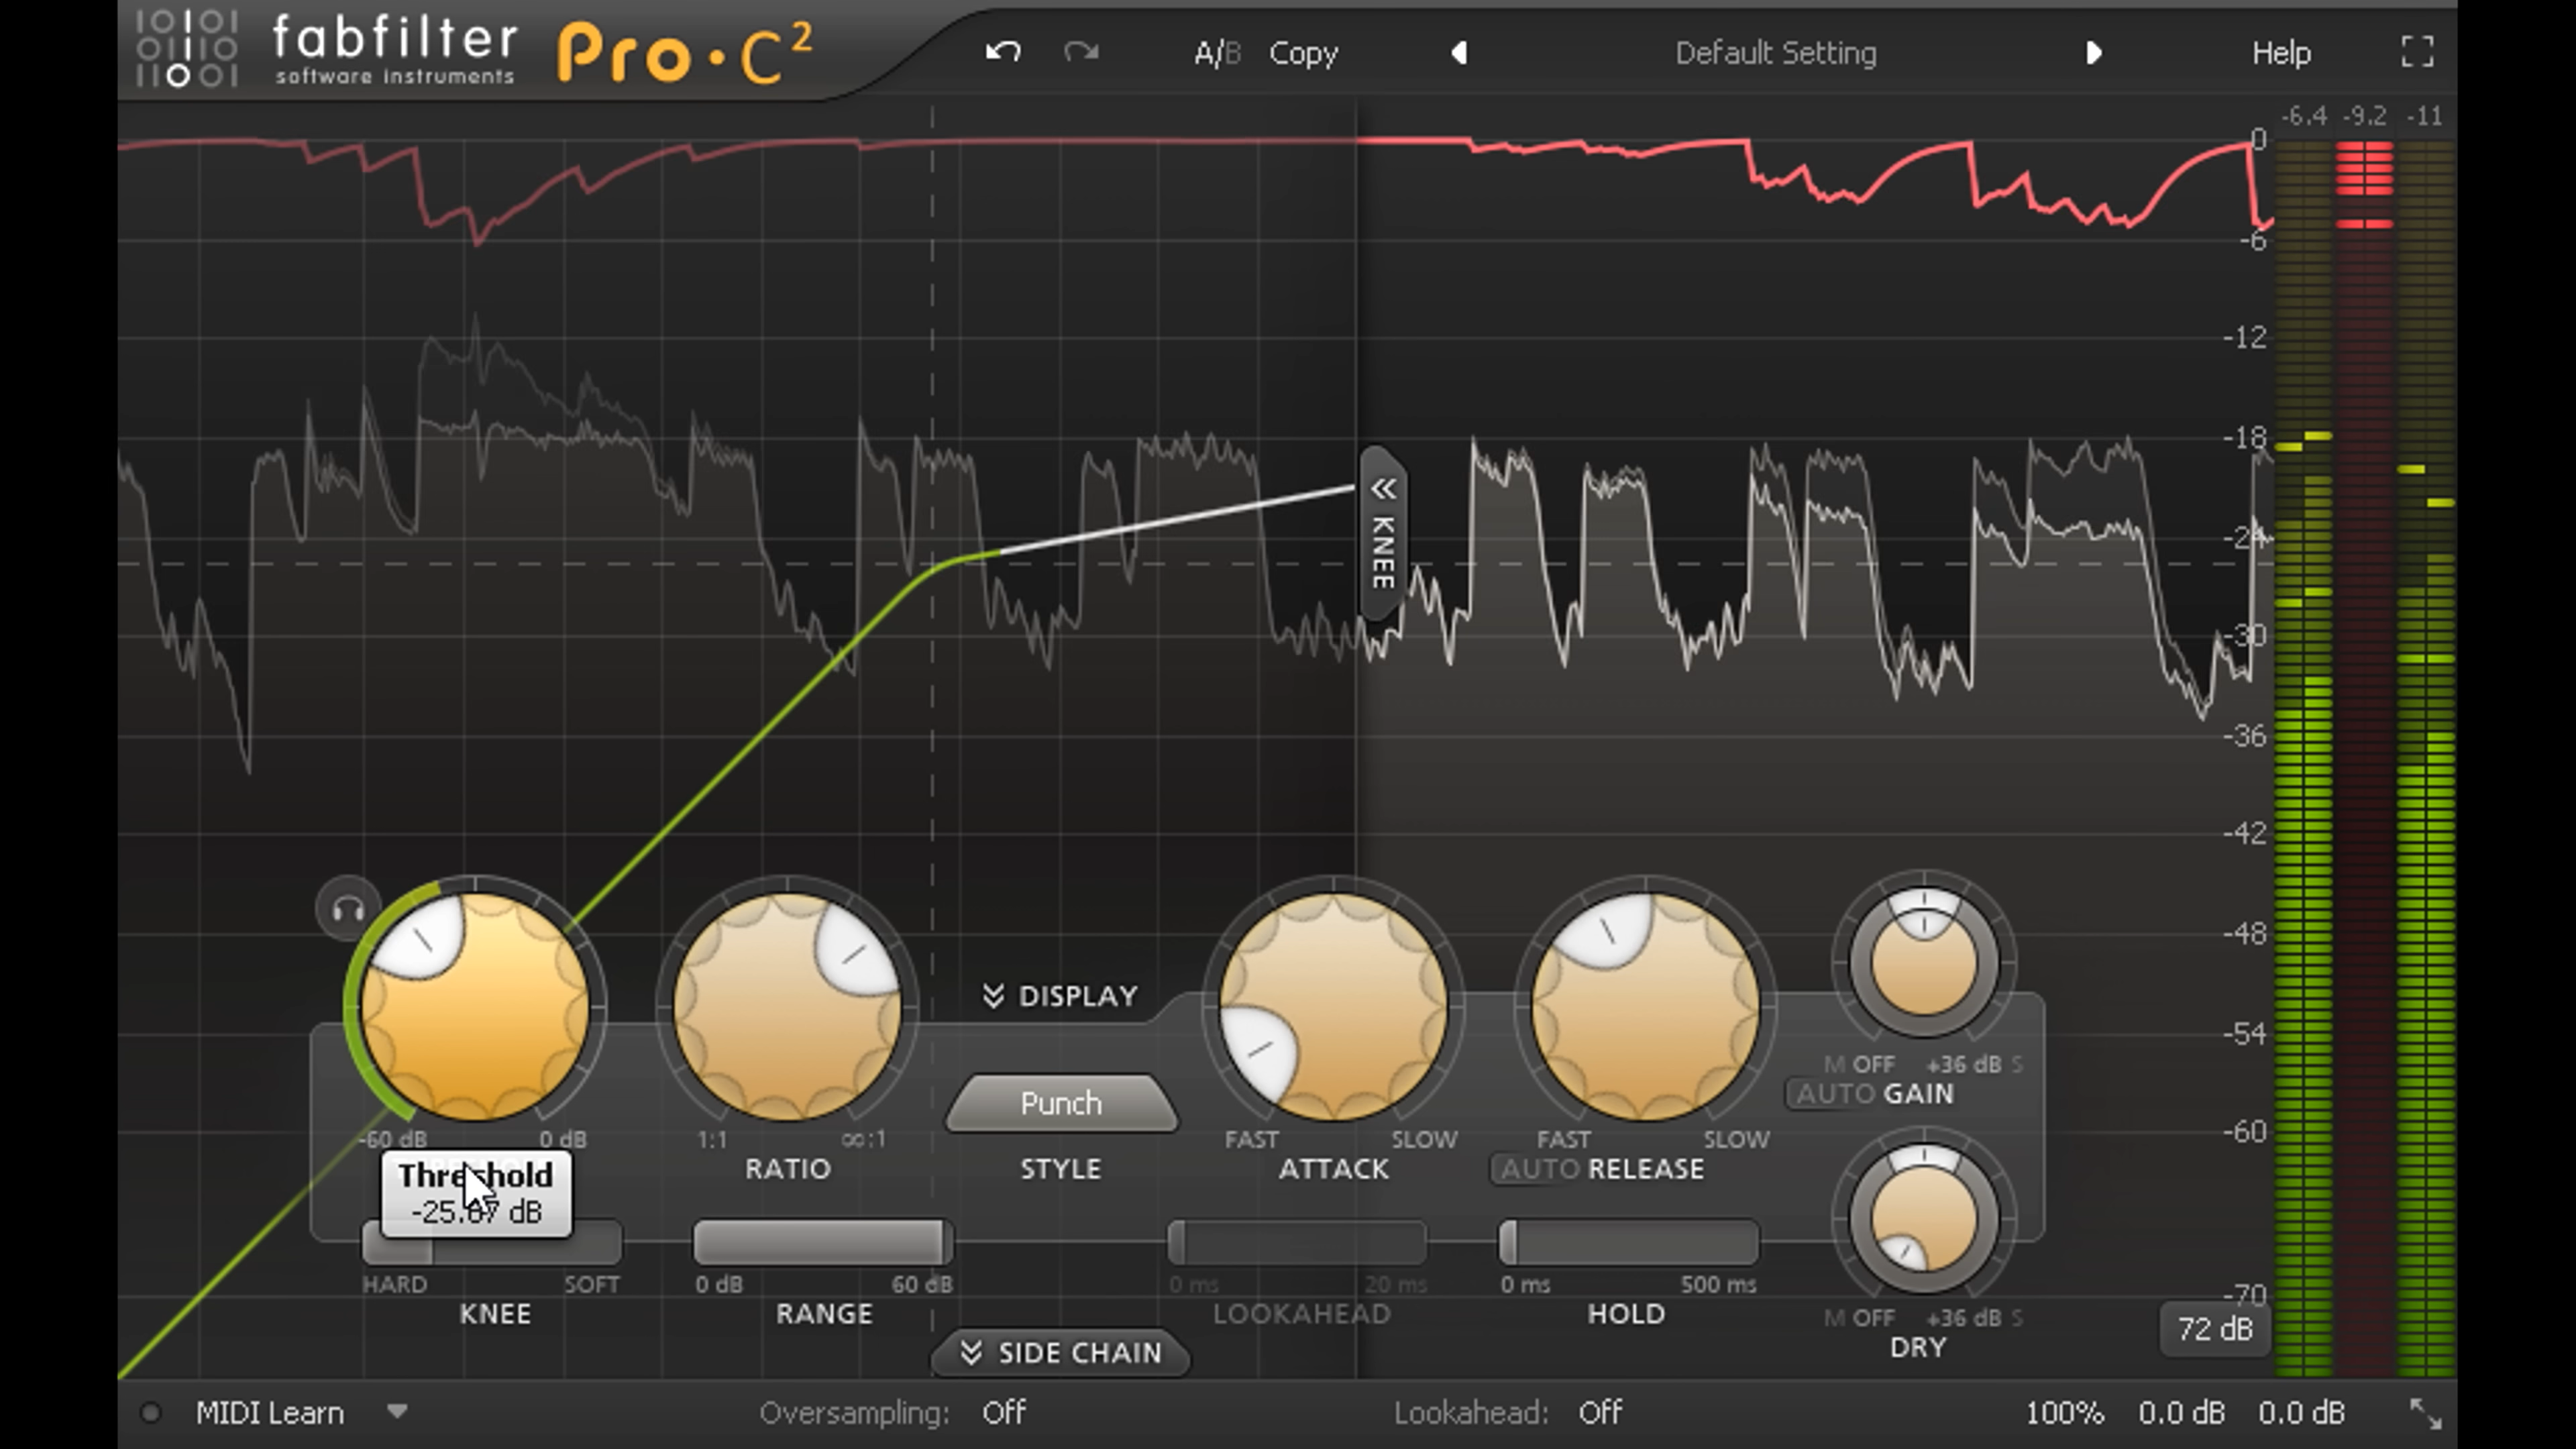 fabfilter
software instruments
Pro·C²
A/B Copy
Default Setting
Help
-6.4 -9.2 -11
0
-6
-12
-18
-24
-30
-36
-42
-48
-54
-60
-70
KNEE
DISPLAY
-60 dB 0 dB
1:1 ∞:1
RATIO
Punch
STYLE
FAST SLOW
ATTACK
FAST SLOW
AUTO RELEASE
M OFF +36 dB S
AUTO GAIN
Threshold
dB
HARD SOFT
KNEE
0 dB 60 dB
RANGE
0 ms 20 ms
LOOKAHEAD
0 ms 500 ms
HOLD
M OFF +36 dB S
DRY
72 dB
SIDE CHAIN
MIDI Learn
Oversampling: Off
Lookahead: Off
100% 0.0 dB 0.0 dB